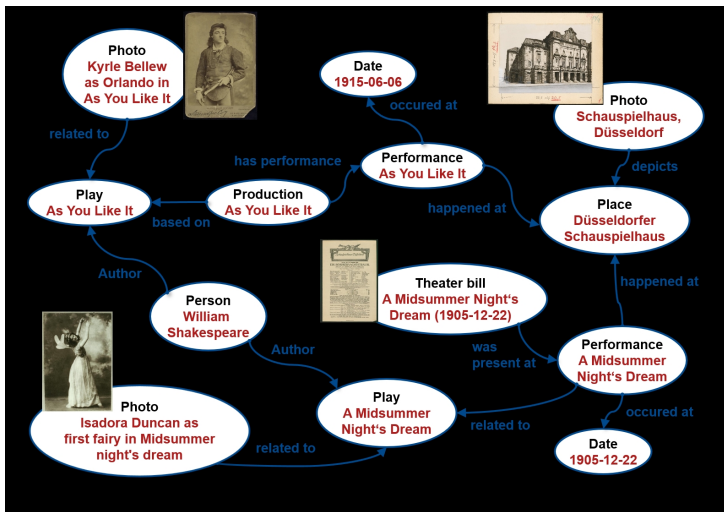 Photo
Kyrle Bellew
as Orlando in
As You Like It
Date
1915-06-06
Photo
Schauspielhaus,
Düsseldorf
related to
occured at
has performance
Performance
As You Like It
depicts
Play
As You Like It
based on
Production
As You Like It
happened at
Place
Düsseldorfer
Schauspielhaus
Author
Person
William
Shakespeare
Theater bill
A Midsummer Night‘s
Dream (1905-12-22)
happened at
Author
was
present at
Performance
A Midsummer
Night‘s Dream
Photo
Isadora Duncan as
first fairy in Midsummer
night's dream
related to
Play
A Midsummer
Night‘s Dream
related to
occured at
Date
1905-12-22